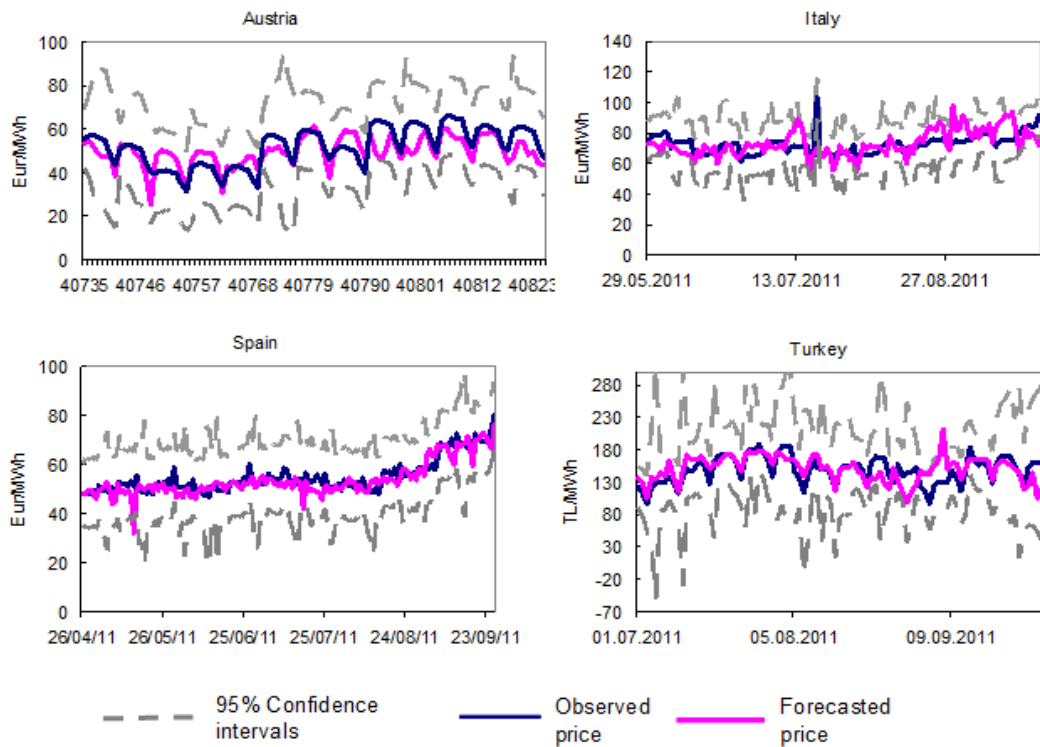 Austria
Eur/MWh
100
80
60
40
20
0
40735 40746 40757 40768 40779 40790 40801 40812 40823
Italy
Eur/MWh
140
120
100
80
60
40
20
0
29.05.2011 13.07.2011 27.08.2011
Spain
Eur/MWh
100
80
60
40
20
0
26/04/11 26/05/11 25/06/11 25/07/11 24/08/11 23/09/11
Turkey
TL/MWh
280
230
180
130
80
30
-20
-70
01.07.2011 05.08.2011 09.09.2011
95% Confidence
intervals
Observed
price
Forecasted
price